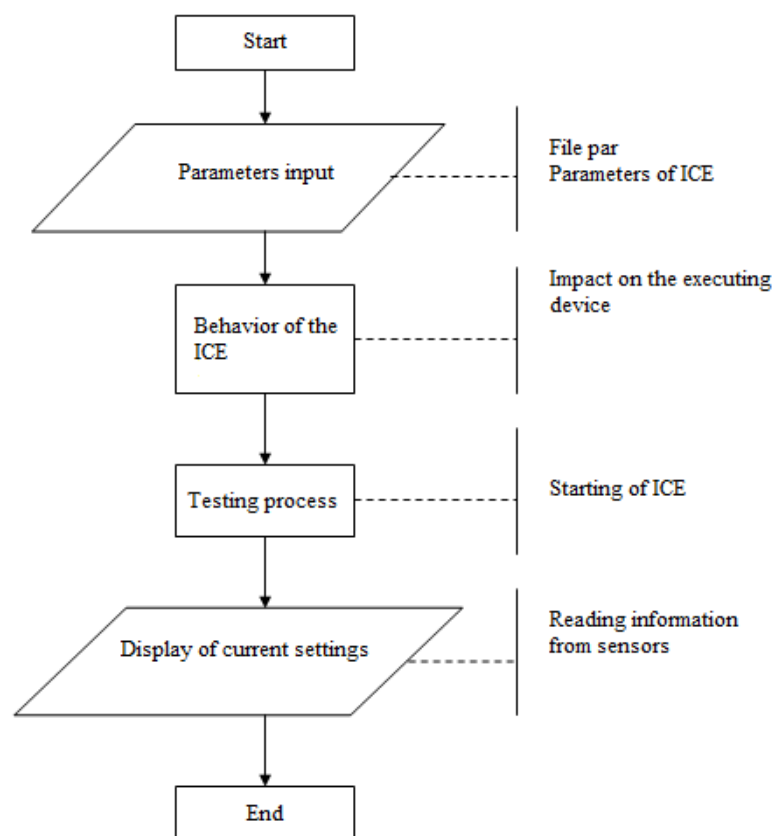 Start
Parameters input
File par
Parameters of ICE
Behavior of the
ICE
Impact on the executing
device
Testing process
Starting of ICE
Display of current settings
Reading information
from sensors
End